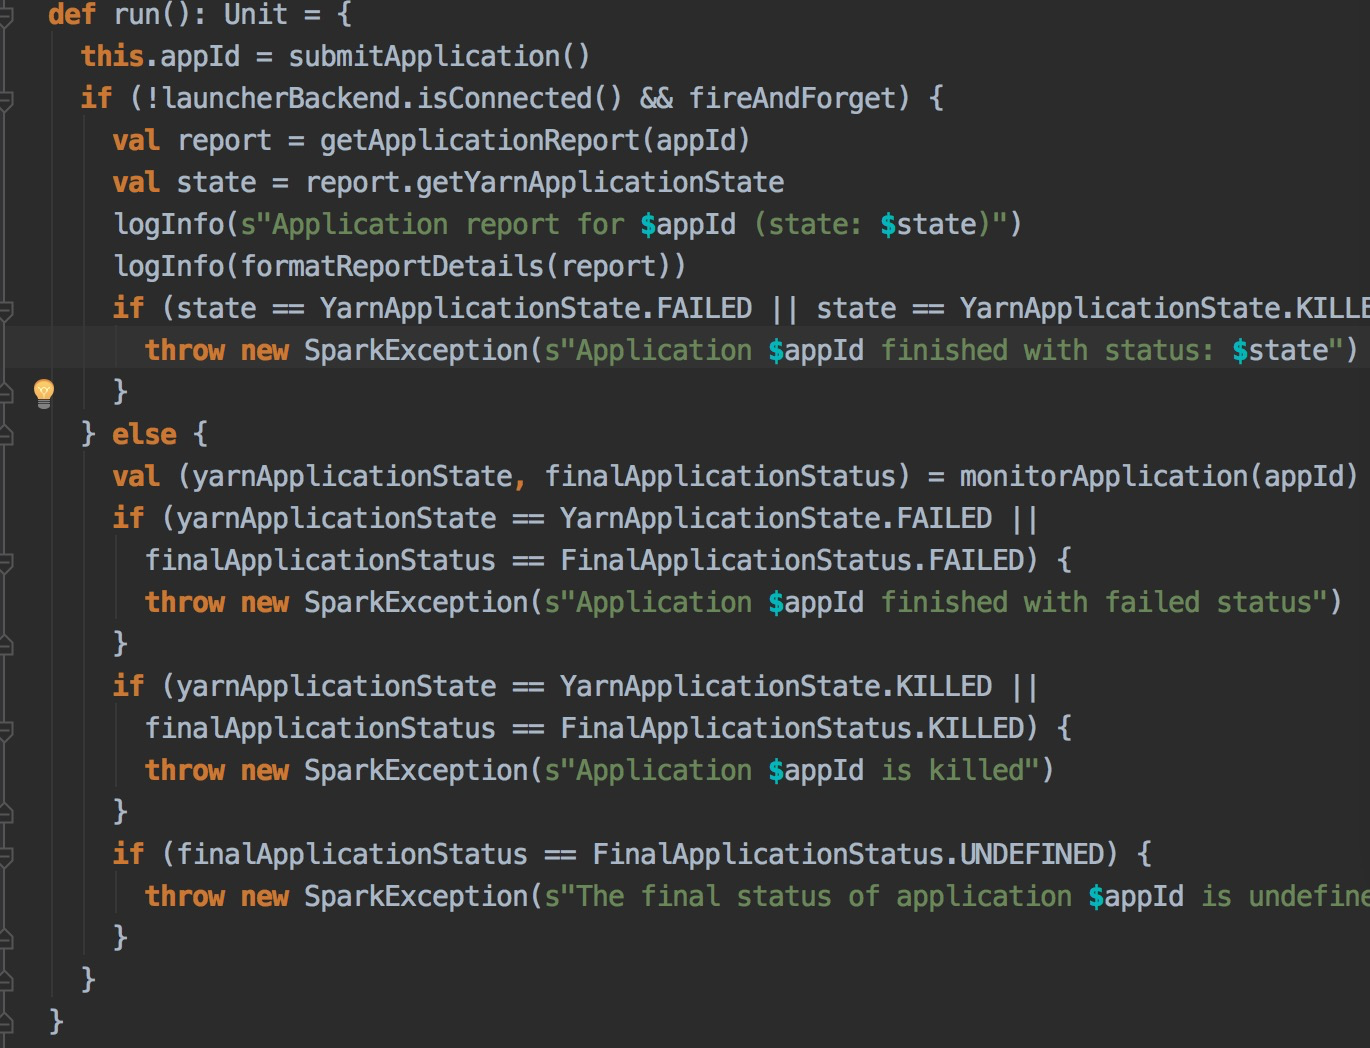 def run(): Unit = {
this.appId = submitApplication()
if (!launcherBackend.isConnected() && fireAndForget) {
val report = getApplicationReport(appId)
val state = report.getYarnApplicationState
logInfo(s"Application report for $appId (state: $state)")
logInfo(formatReportDetails(report))
if (state == YarnApplicationState.FAILED || state == YarnApplicationState.KILLE
throw new SparkException(s"Application $appId finished with status: $state")
}
} else {
val (yarnApplicationState, finalApplicationStatus) = monitorApplication(appId)
if (yarnApplicationState == YarnApplicationState.FAILED ||
finalApplicationStatus == FinalApplicationStatus.FAILED) {
throw new SparkException(s"Application $appId finished with failed status")
}
if (yarnApplicationState == YarnApplicationState.KILLED ||
finalApplicationStatus == FinalApplicationStatus.KILLED) {
throw new SparkException(s"Application $appId is killed")
}
if (finalApplicationStatus == FinalApplicationStatus.UNDEFINED) {
throw new SparkException(s"The final status of application $appId is undefine
}
}
}